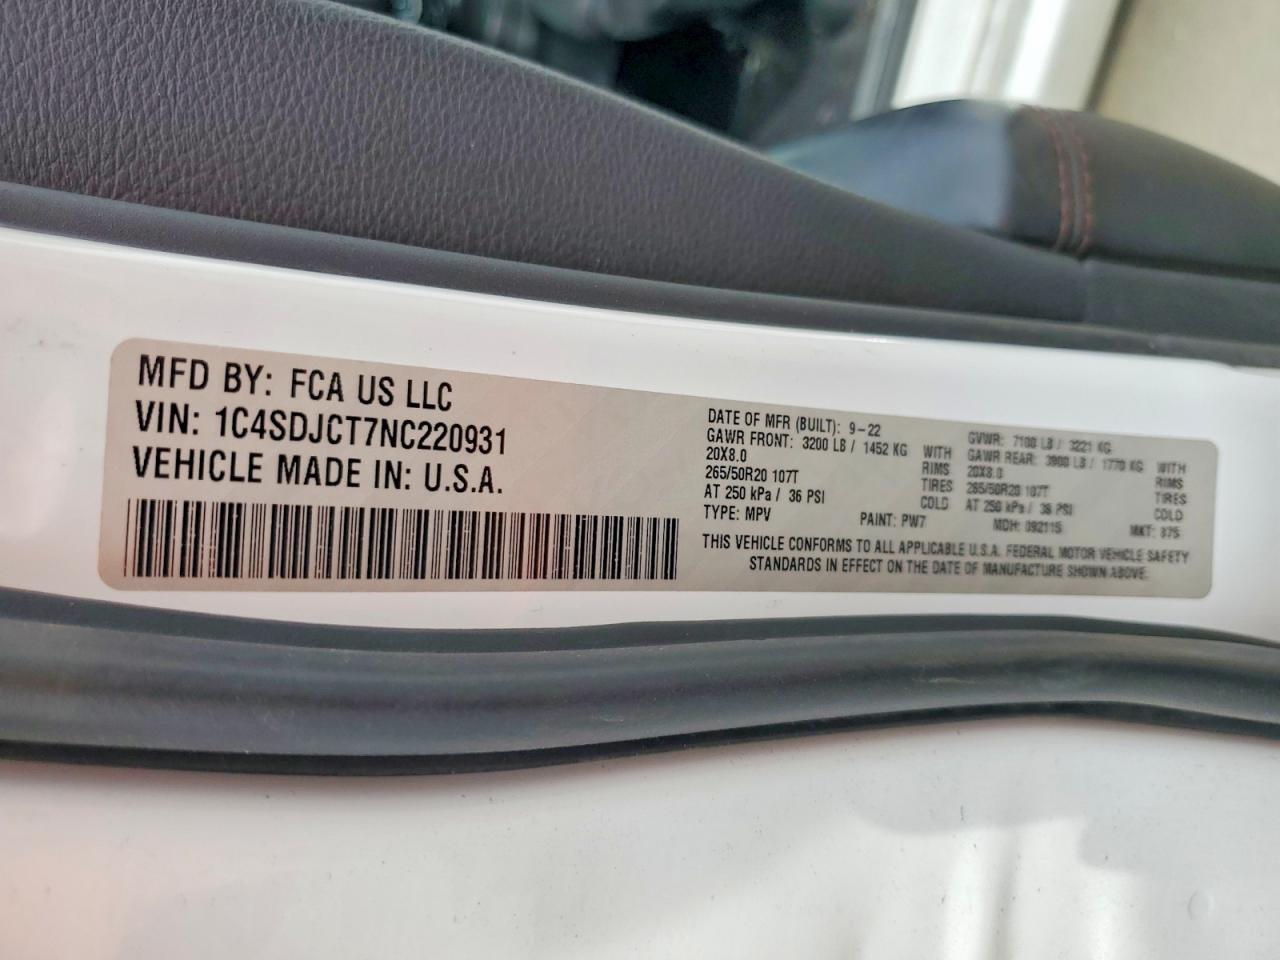 MFD BY: FCA US LLC
VIN: 1C4SDJCT7NC220931
VEHICLE MADE IN: U.S.A.
DATE OF MFR (BUILT): 9-22 GVWR: 7100 LB / 3221 KG
GAWR FRONT: 3200 LB / 1452 KG WITH GAWR REAR: 3900 LB / 1770 KG WITH
20X8.0 RIMS 20X8.0 RIMS
265/50R20 107T TIRES 265/50R20 107T TIRES
AT 250 kPa / 36 PSI COLD AT 250 kPa / 36 PSI COLD
TYPE: MPV PAINT: PW7 MDH: 092115 MKT: 875
THIS VEHICLE CONFORMS TO ALL APPLICABLE U.S.A. FEDERAL MOTOR VEHICLE SAFETY
STANDARDS IN EFFECT ON THE DATE OF MANUFACTURE SHOWN ABOVE.